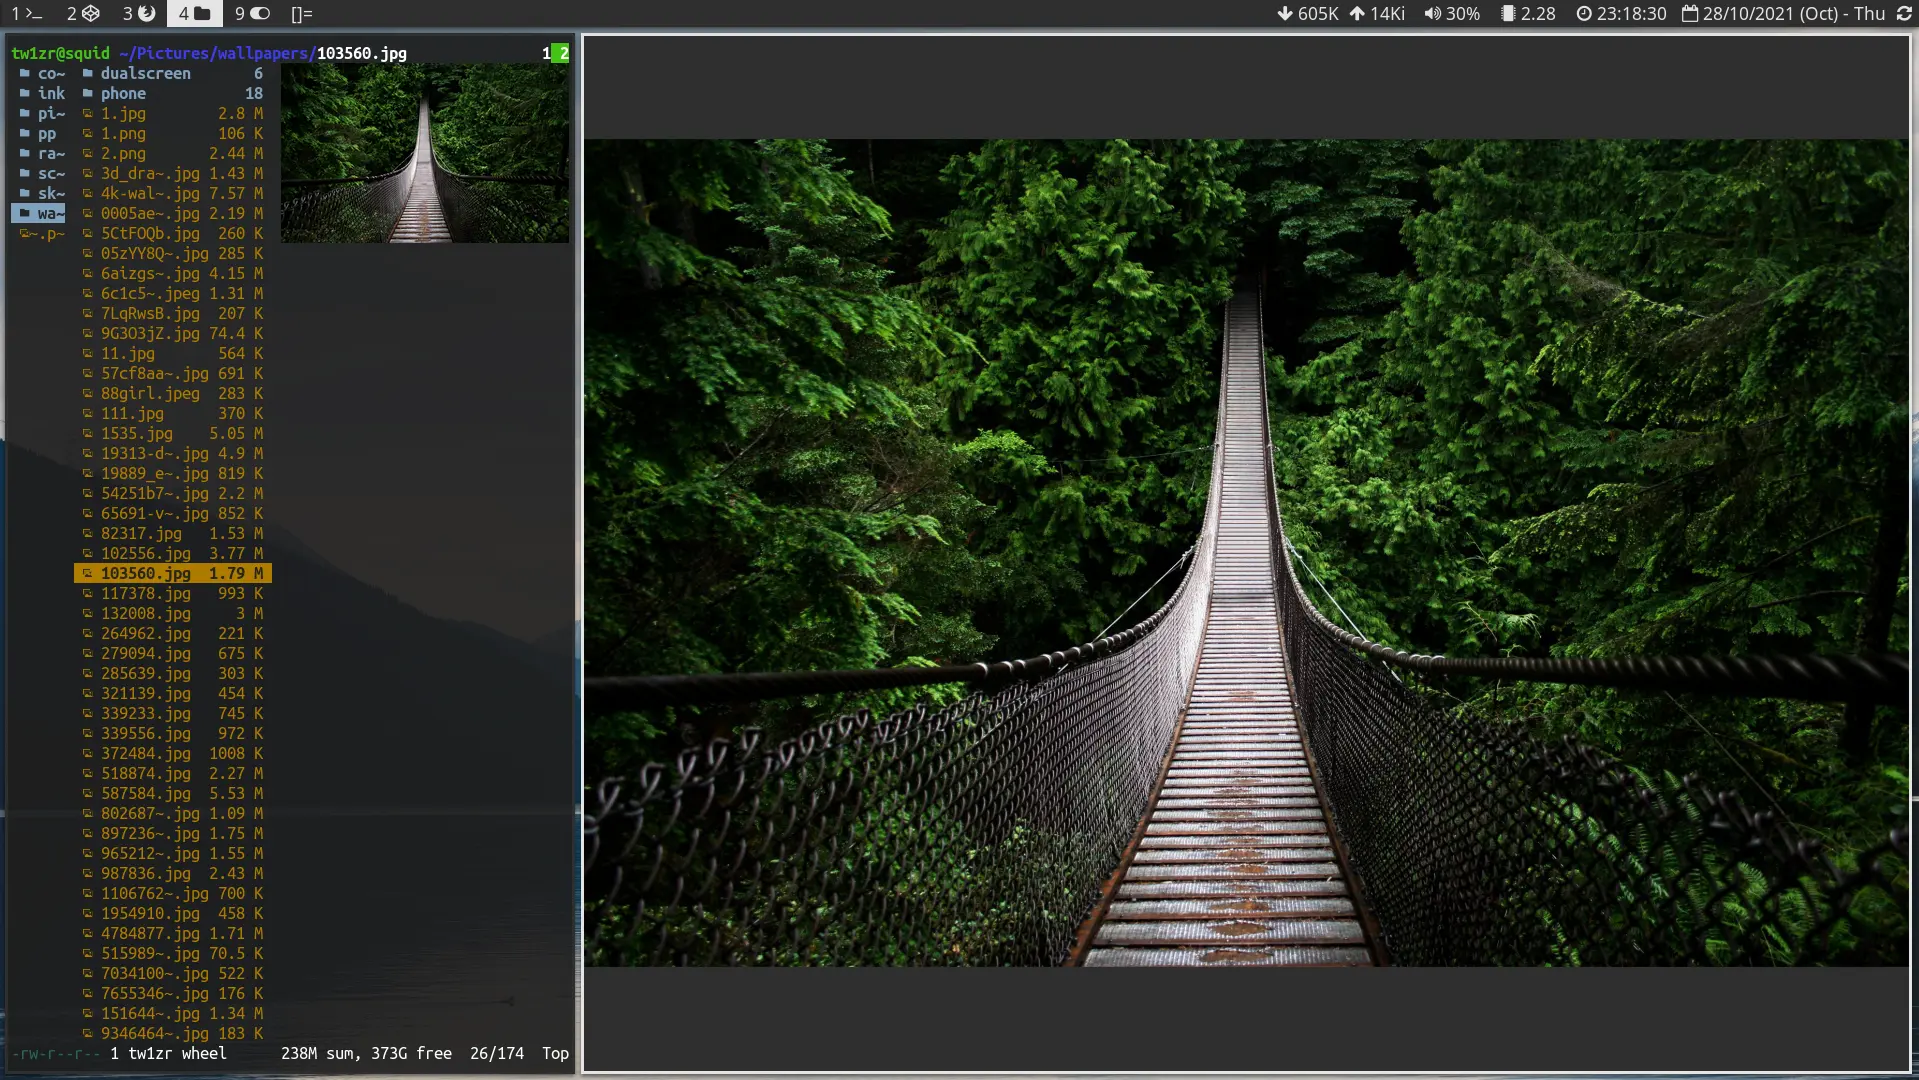 1 >_ 2 3 4 9 []= 605K 14Ki 30% 2.28 23:18:30 28/10/2021 (Oct) - Thu
tw1zr@squid ~/Pictures/wallpapers/103560.jpg 1 2
co~ dualscreen 6
ink phone 18
pi~ 1.jpg 2.8 M
pp 1.png 106 K
ra~ 2.png 2.44 M
sc~ 3d_dra~.jpg 1.43 M
sk~ 4k-wal~.jpg 7.57 M
wa~ 0005ae~.jpg 2.19 M
~.p~ 5CtFOQb.jpg 260 K
05zYY8Q~.jpg 285 K
6aizgs~.jpg 4.15 M
6c1c5~.jpeg 1.31 M
7LqRwsB.jpg 207 K
9G3O3jZ.jpg 74.4 K
11.jpg 564 K
57cf8aa~.jpg 691 K
88girl.jpeg 283 K
111.jpg 370 K
1535.jpg 5.05 M
19313-d~.jpg 4.9 M
19889_e~.jpg 819 K
54251b7~.jpg 2.2 M
65691-v~.jpg 852 K
82317.jpg 1.53 M
102556.jpg 3.77 M
103560.jpg 1.79 M
117378.jpg 993 K
132008.jpg 3 M
264962.jpg 221 K
279094.jpg 675 K
285639.jpg 303 K
321139.jpg 454 K
339233.jpg 745 K
339556.jpg 972 K
372484.jpg 1008 K
518874.jpg 2.27 M
587584.jpg 5.53 M
802687~.jpg 1.09 M
897236~.jpg 1.75 M
965212~.jpg 1.55 M
987836.jpg 2.43 M
1106762~.jpg 700 K
1954910.jpg 458 K
4784877.jpg 1.71 M
515989~.jpg 70.5 K
7034100~.jpg 522 K
7655346~.jpg 176 K
151644~.jpg 1.34 M
9346464~.jpg 183 K
-rw-r--r-- 1 tw1zr wheel 238M sum, 373G free 26/174 Top